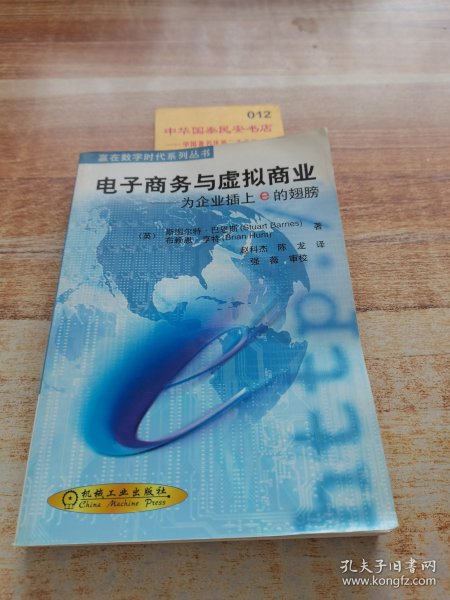 012
中华国泰民安书店
赢在数字时代系列丛书
电子商务与虚拟商业
为企业插上e的翅膀
(英) 斯图尔特·巴恩斯(Stuart Barnes) 著
布赖恩·亨特(Brian Hunt)
赵科杰 陈龙 译
张薇 审校
http
机械工业出版社
China Machine Press
孔夫子旧书网
www.kongfz.com